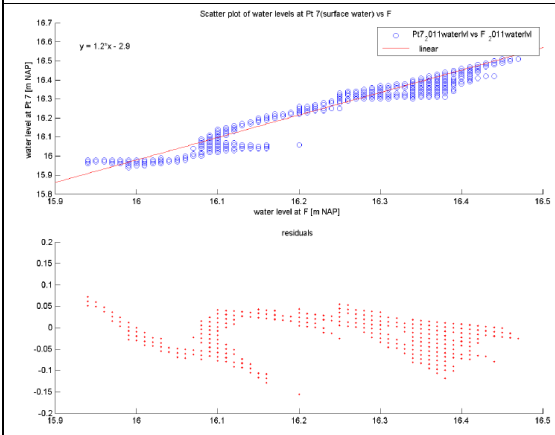 Scatter plot of water levels at Pt 7(surface water) vs F
16.7
16.6
16.5
16.4
16.3
16.2
16.1
16
15.9
15.8
water level at Pt 7 [m NAP]
y = 1.2*x - 2.9
Pt7₂011waterlvl vs F ₂011waterlvl
linear
15.9 16 16.1 16.2 16.3 16.4 16.5
water level at F [m NAP]
residuals
0.2
0.15
0.1
0.05
0
-0.05
-0.1
-0.15
-0.2
15.9 16 16.1 16.2 16.3 16.4 16.5